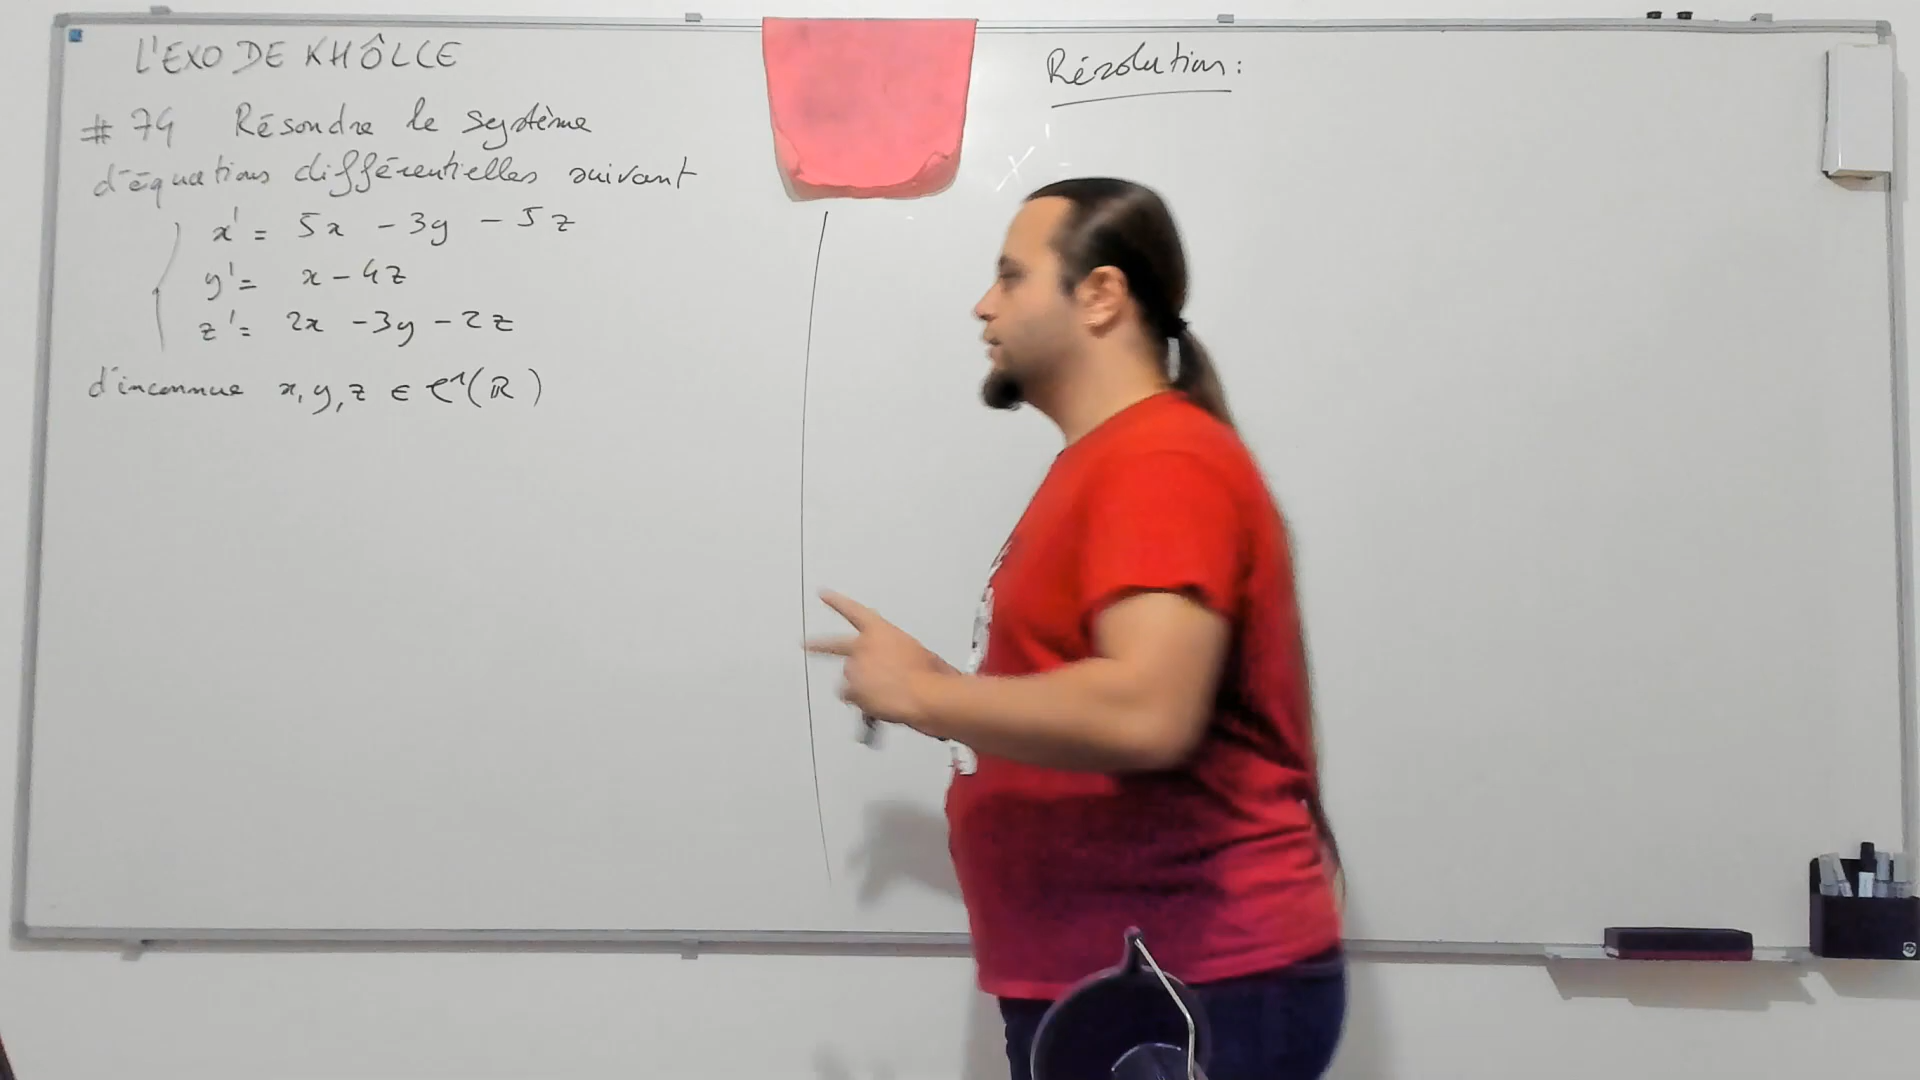 L'EXO DE KHÔLLE
# 74 Résoudre le système
d'équations différentielles suivant
x' = 5x - 3y - 5z
y' = x - 4z
z' = 2x - 3y - 2z
d'inconnue x, y, z ∈ C¹(ℝ)
Résolution: